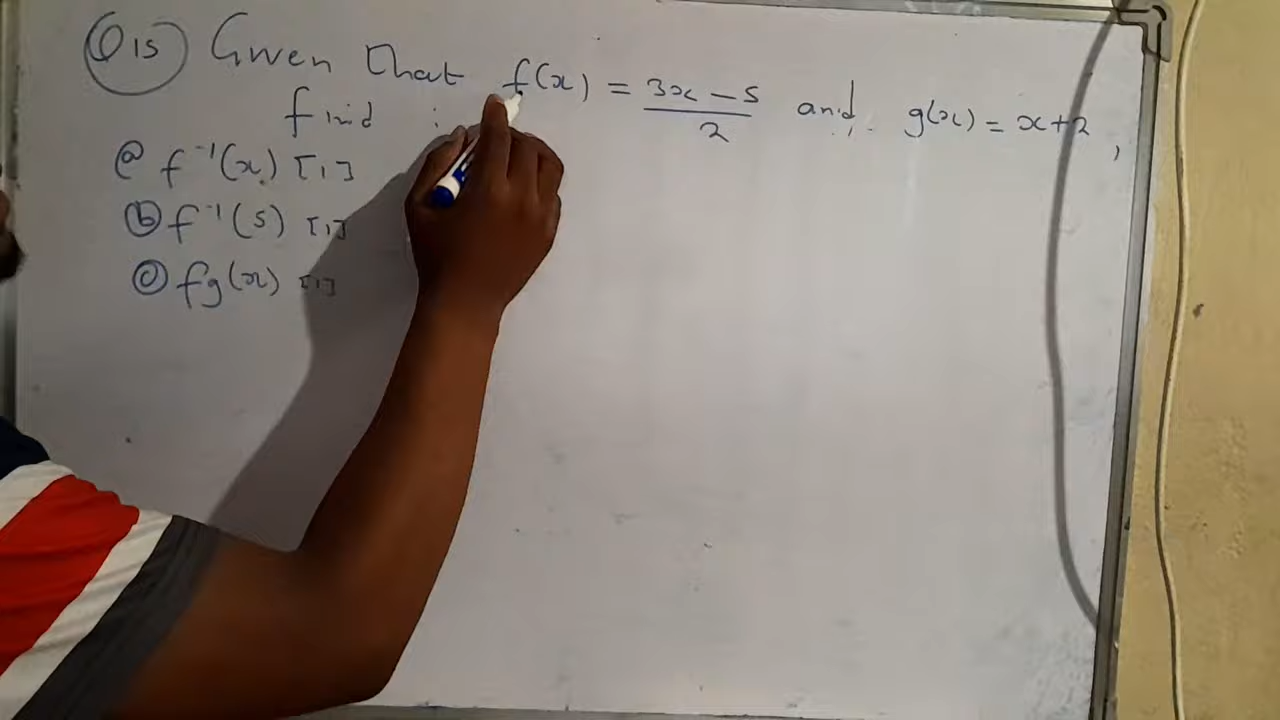 Q15 Given that f(x) = (3x - 5)/2 and g(x) = x+2 ,
find :
(a) f⁻¹(x) [1]
(b) f⁻¹(5) [1]
(c) fg(x) [1]